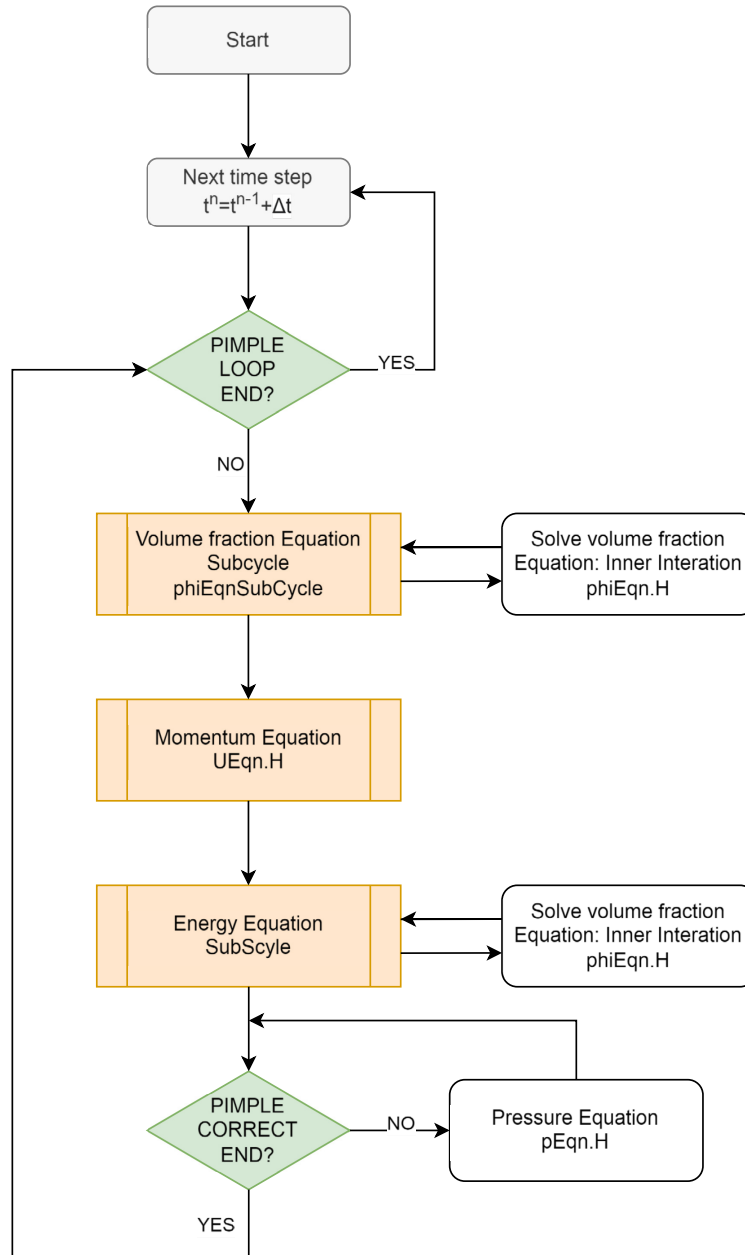 Start
Next time step
tⁿ=tⁿ⁻¹+Δt
PIMPLE
LOOP
END?
YES
NO
Volume fraction Equation
Subcycle
phiEqnSubCycle
Solve volume fraction
Equation: Inner Interation
phiEqn.H
Momentum Equation
UEqn.H
Energy Equation
SubScyle
Solve volume fraction
Equation: Inner Interation
phiEqn.H
PIMPLE
CORRECT
END?
NO
Pressure Equation
pEqn.H
YES